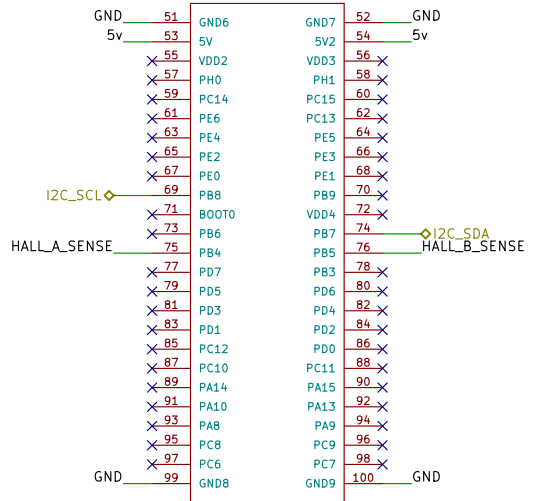 GND 51 GND6 GND7 52 GND
5v 53 5V 5V2 54 5v
55 VDD2 VDD3 56
57 PH0 PH1 58
59 PC14 PC15 60
61 PE6 PC13 62
63 PE4 PE5 64
65 PE2 PE3 66
67 PE0 PE1 68
I2C_SCL 69 PB8 PB9 70
71 BOOT0 VDD4 72
73 PB6 PB7 74 I2C_SDA
HALL_A_SENSE 75 PB4 PB5 76 HALL_B_SENSE
77 PD7 PB3 78
79 PD5 PD6 80
81 PD3 PD4 82
83 PD1 PD2 84
85 PC12 PD0 86
87 PC10 PC11 88
89 PA14 PA15 90
91 PA10 PA13 92
93 PA8 PA9 94
95 PC8 PC9 96
97 PC6 PC7 98
GND 99 GND8 GND9 100 GND